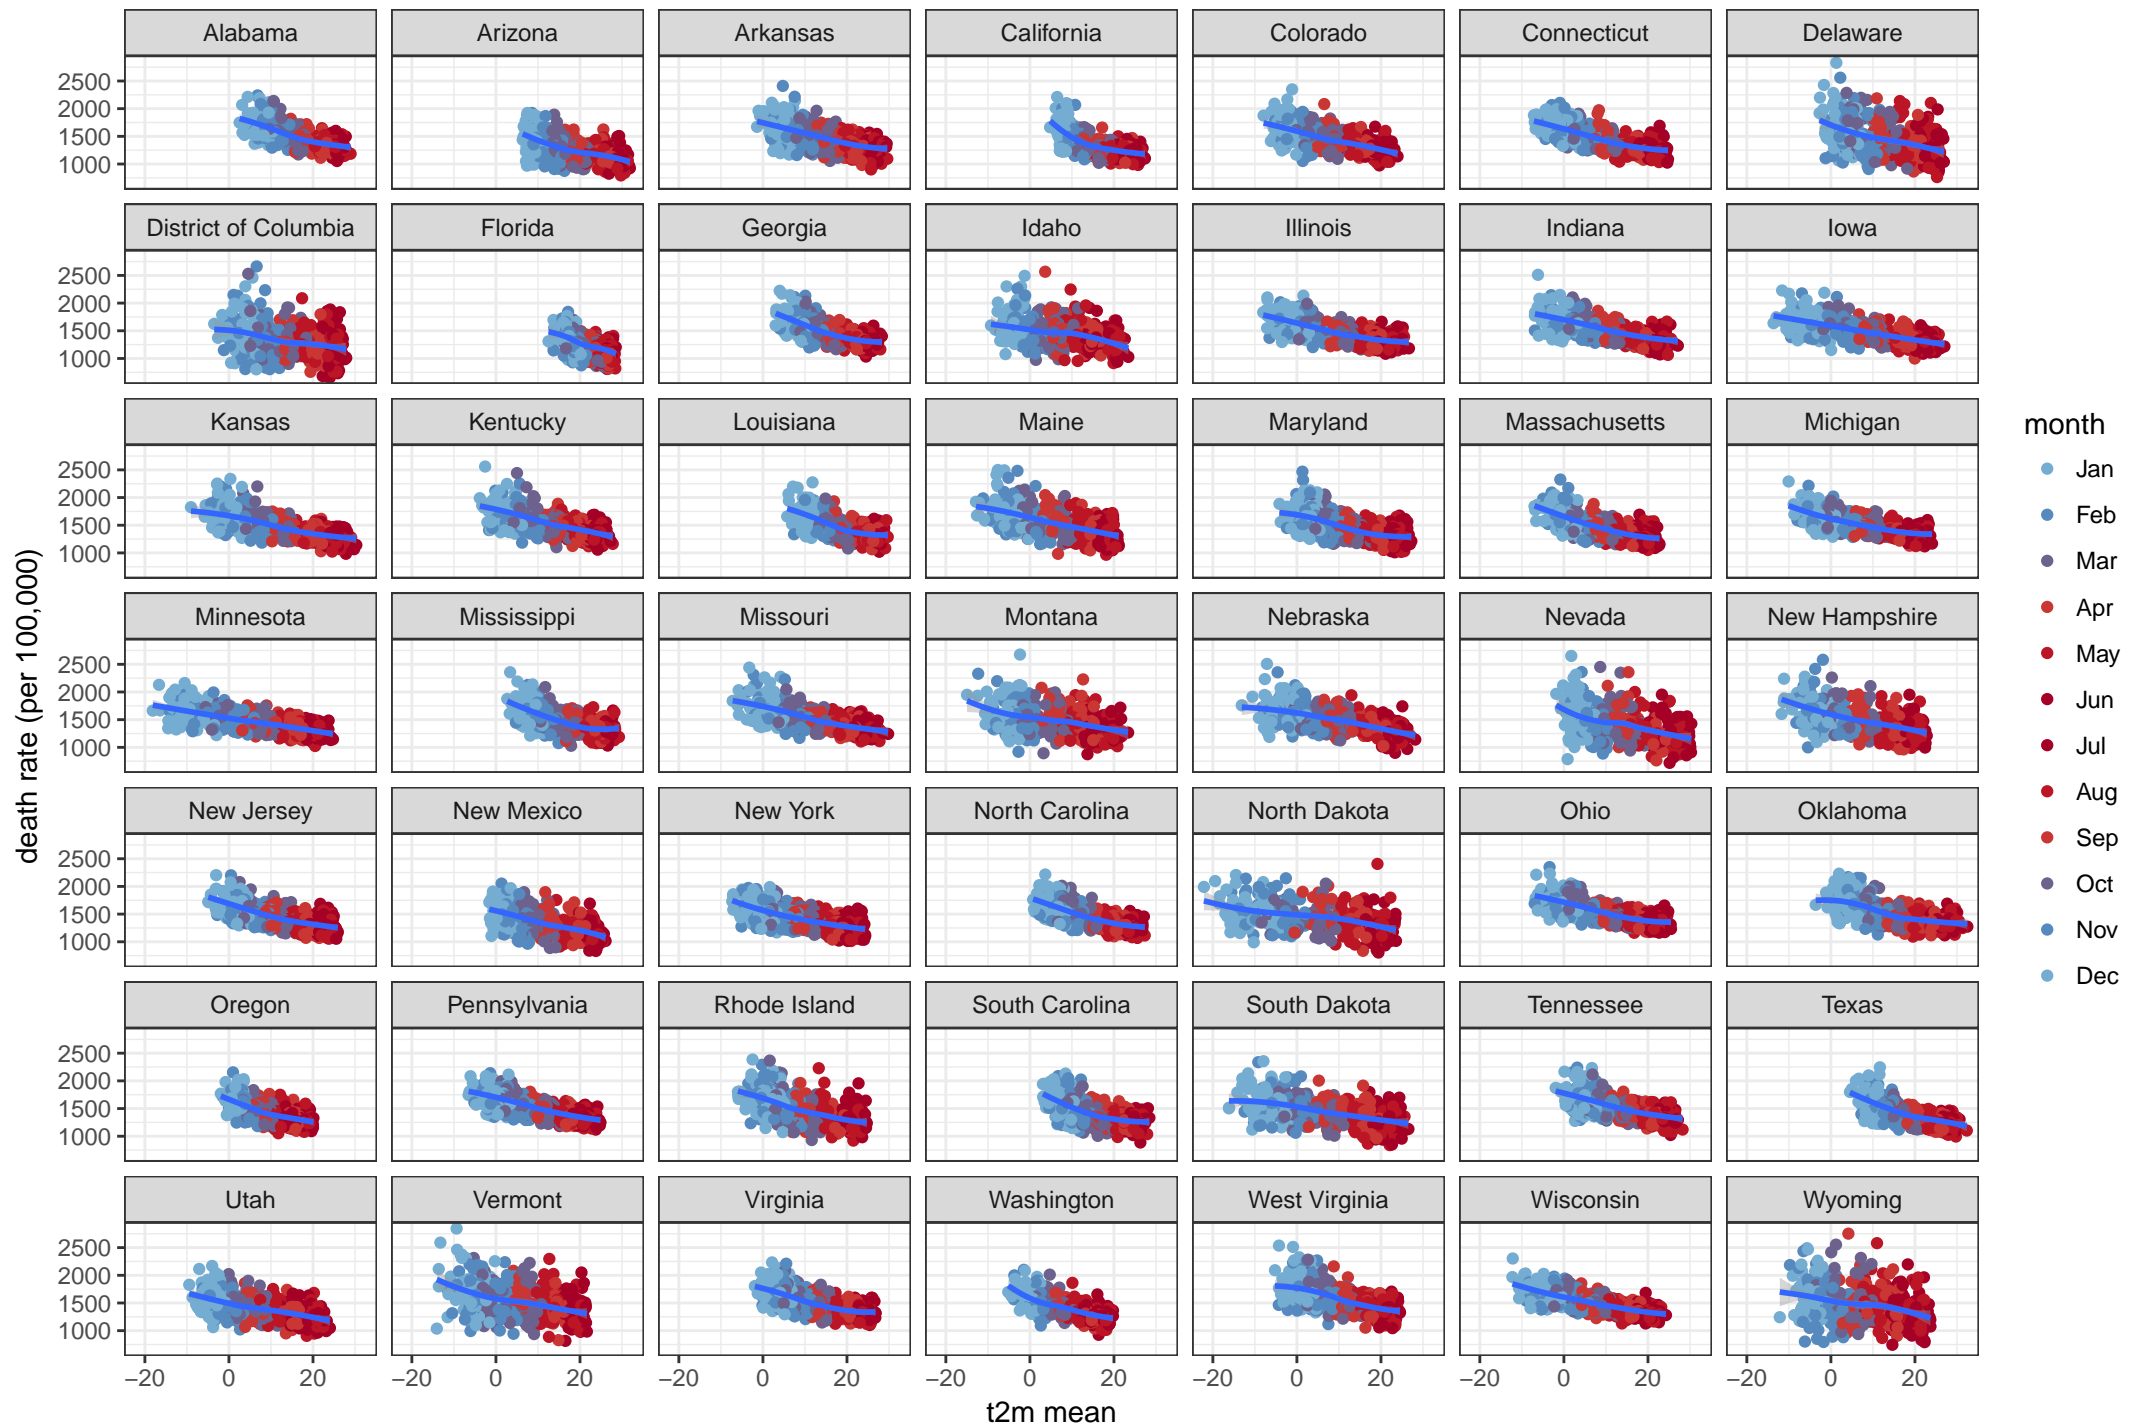 Alabama Arizona Arkansas California Colorado Connecticut Delaware
2500
2000
1500
1000
District of Columbia Florida Georgia Idaho Illinois Indiana Iowa
2500
2000
1500
1000
Kansas Kentucky Louisiana Maine Maryland Massachusetts Michigan
2500
2000
1500
1000
Minnesota Mississippi Missouri Montana Nebraska Nevada New Hampshire
2500
2000
1500
1000
New Jersey New Mexico New York North Carolina North Dakota Ohio Oklahoma
2500
2000
1500
1000
Oregon Pennsylvania Rhode Island South Carolina South Dakota Tennessee Texas
2500
2000
1500
1000
Utah Vermont Virginia Washington West Virginia Wisconsin Wyoming
2500
2000
1500
1000
−20 0 20 −20 0 20 −20 0 20 −20 0 20 −20 0 20 −20 0 20 −20 0 20
t2m mean
death rate (per 100,000)
month
Jan
Feb
Mar
Apr
May
Jun
Jul
Aug
Sep
Oct
Nov
Dec